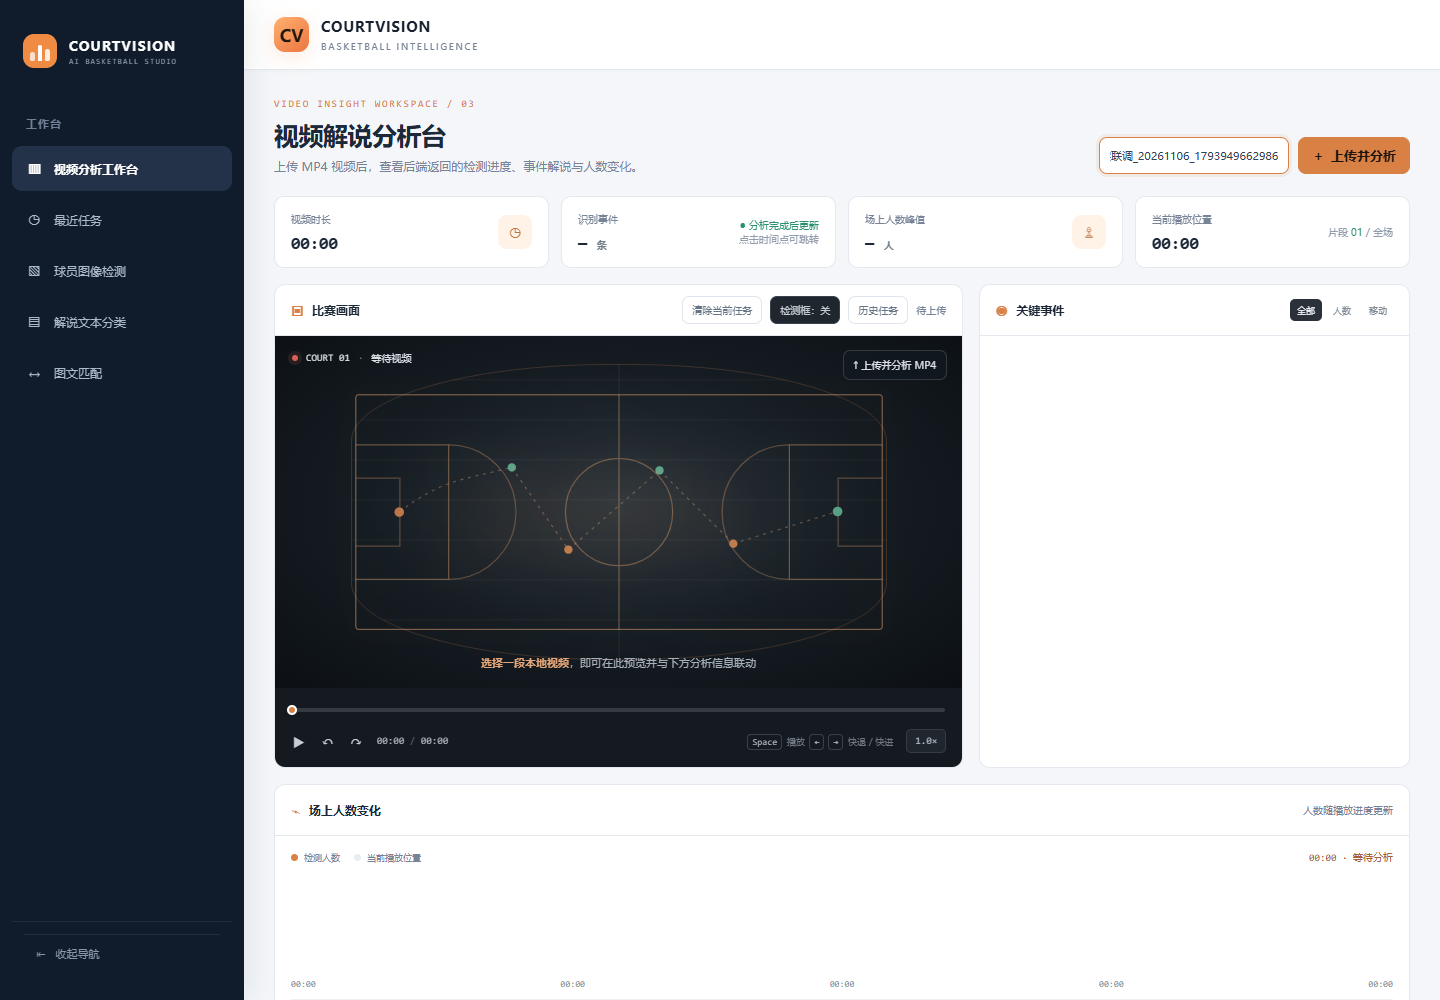 COURTVISION
AI BASKETBALL STUDIO
工作台
视频分析工作台
最近任务
球员图像检测
解说文本分类
图文匹配
收起导航
CV
COURTVISION
BASKETBALL INTELLIGENCE
VIDEO INSIGHT WORKSPACE / 03
视频解说分析台
上传 MP4 视频后，查看后端返回的检测进度、事件解说与人数变化。
联调_20261106_1793949662986
+ 上传并分析
视频时长
00:00
识别事件
— 条
分析完成后更新
点击时间点可跳转
场上人数峰值
— 人
当前播放位置
00:00
片段 01 / 全场
比赛画面
清除当前任务
检测框：关
历史任务
待上传
COURT 01 · 等待视频
↑ 上传并分析 MP4
选择一段本地视频，即可在此预览并与下方分析信息联动
00:00 / 00:00
Space 播放 ← → 快退 / 快进
1.0×
关键事件
全部
人数
移动
场上人数变化
人数随播放进度更新
检测人数
当前播放位置
00:00 · 等待分析
00:00
00:00
00:00
00:00
00:00